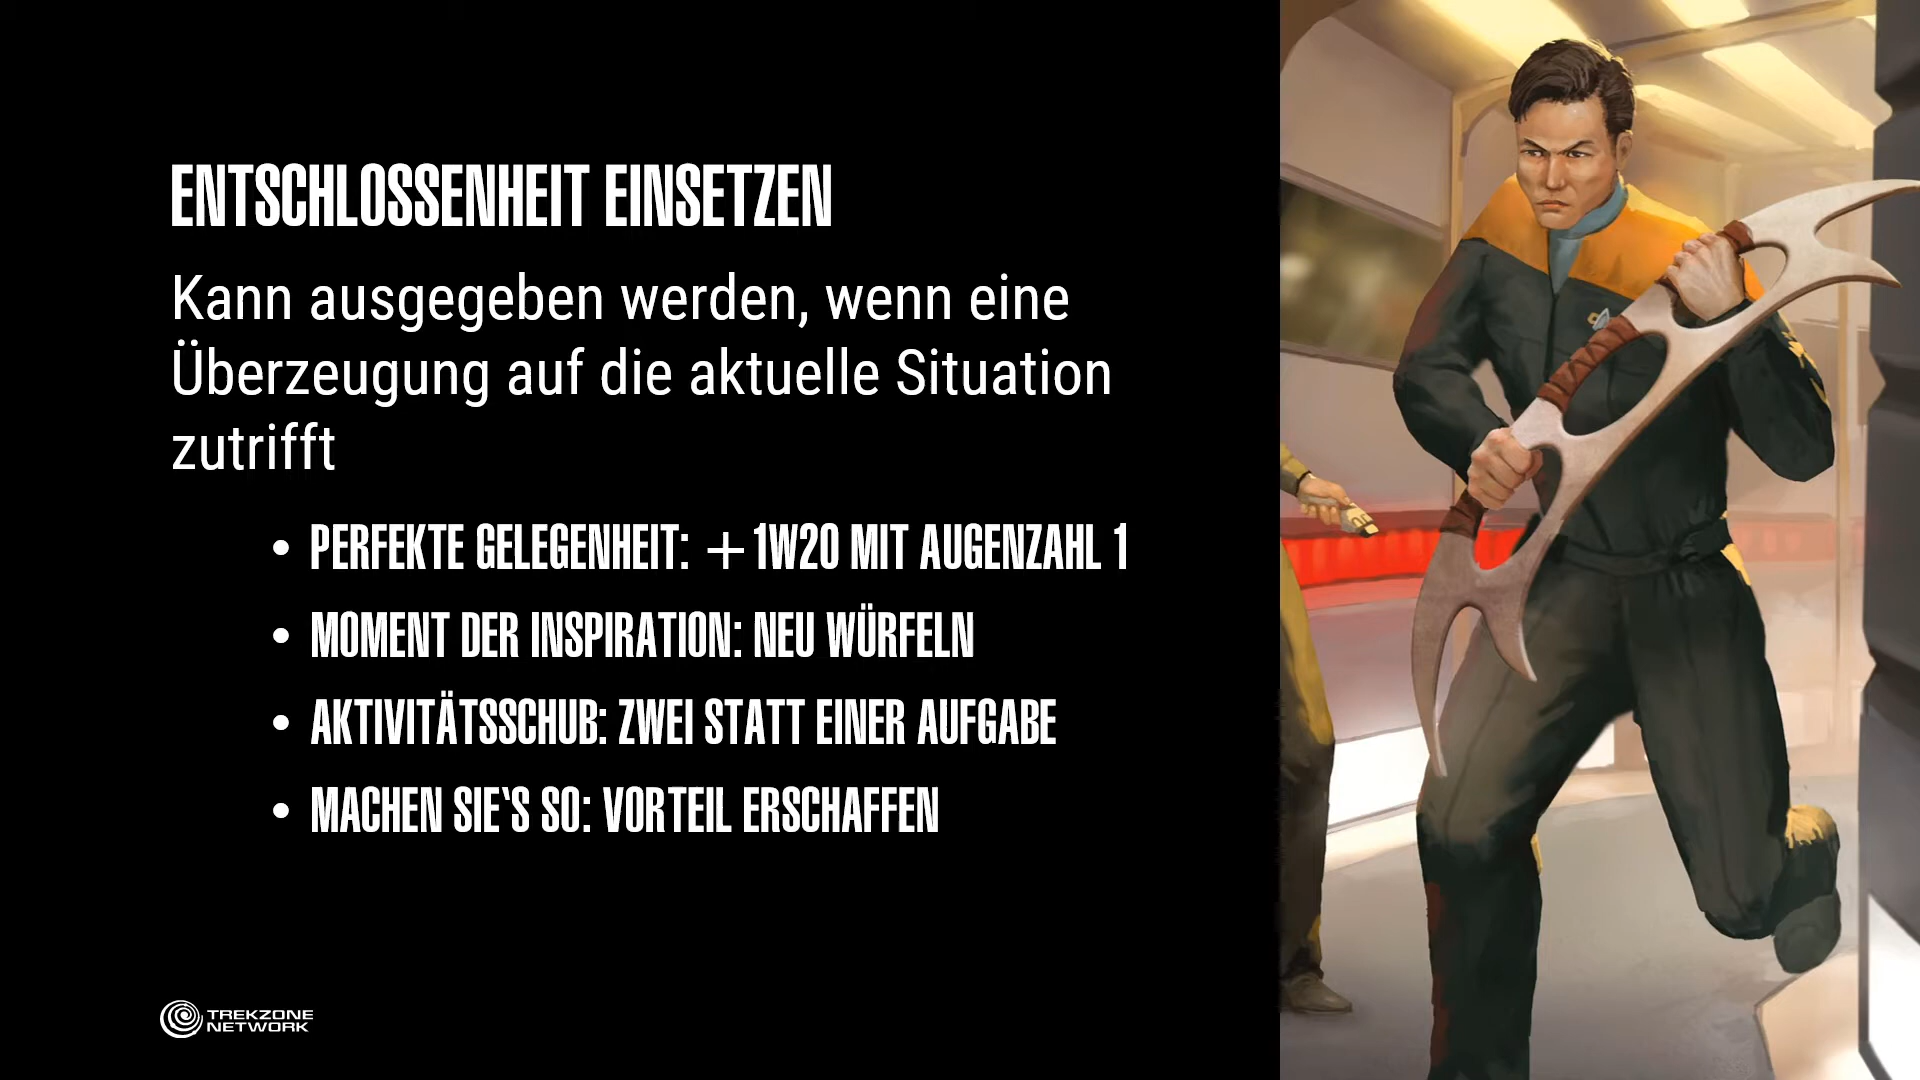 ENTSCHLOSSENHEIT EINSETZEN
Kann ausgegeben werden, wenn eine
Überzeugung auf die aktuelle Situation
zutrifft
• PERFEKTE GELEGENHEIT: +1W20 MIT AUGENZAHL 1
• MOMENT DER INSPIRATION: NEU WÜRFELN
• AKTIVITÄTSSCHUB: ZWEI STATT EINER AUFGABE
• MACHEN SIE‘S SO: VORTEIL ERSCHAFFEN
TREKZONE
NETWORK